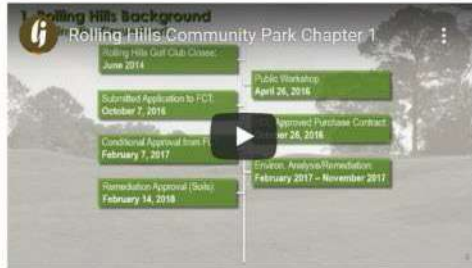 1. Rolling Hills Background
Rolling Hills Community Park Chapter 1
Rolling Hills Golf Club Closes:
June 2014
Public Workshop
April 26, 2016
Submitted Application to FCT:
October 7, 2016
Approved Purchase Contract:
26, 2016
Conditional Approval from
February 7, 2017
Environ. Analysis/Remediation:
February 2017 – November 2017
Remediation Approval (Soils)
February 14, 2018